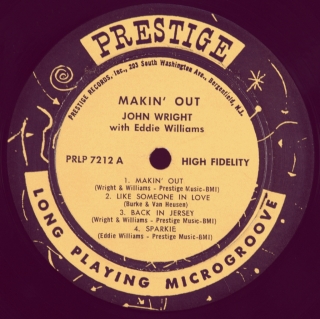 PRESTIGE
PRESTIGE RECORDS, Inc., 203 South Washington Ave., Bergenfield, N.J.
MAKIN' OUT
JOHN WRIGHT
with Eddie Williams
PRLP 7212 A
HIGH FIDELITY
1. MAKIN' OUT
(Wright & Williams - Prestige Music-BMI)
2. LIKE SOMEONE IN LOVE
(Burke & Van Heusen)
3. BACK IN JERSEY
(Wright & Williams - Prestige Music-BMI)
4. SPARKIE
(Eddie Williams - Prestige Music-BMI)
LONG PLAYING MICROGROOVE